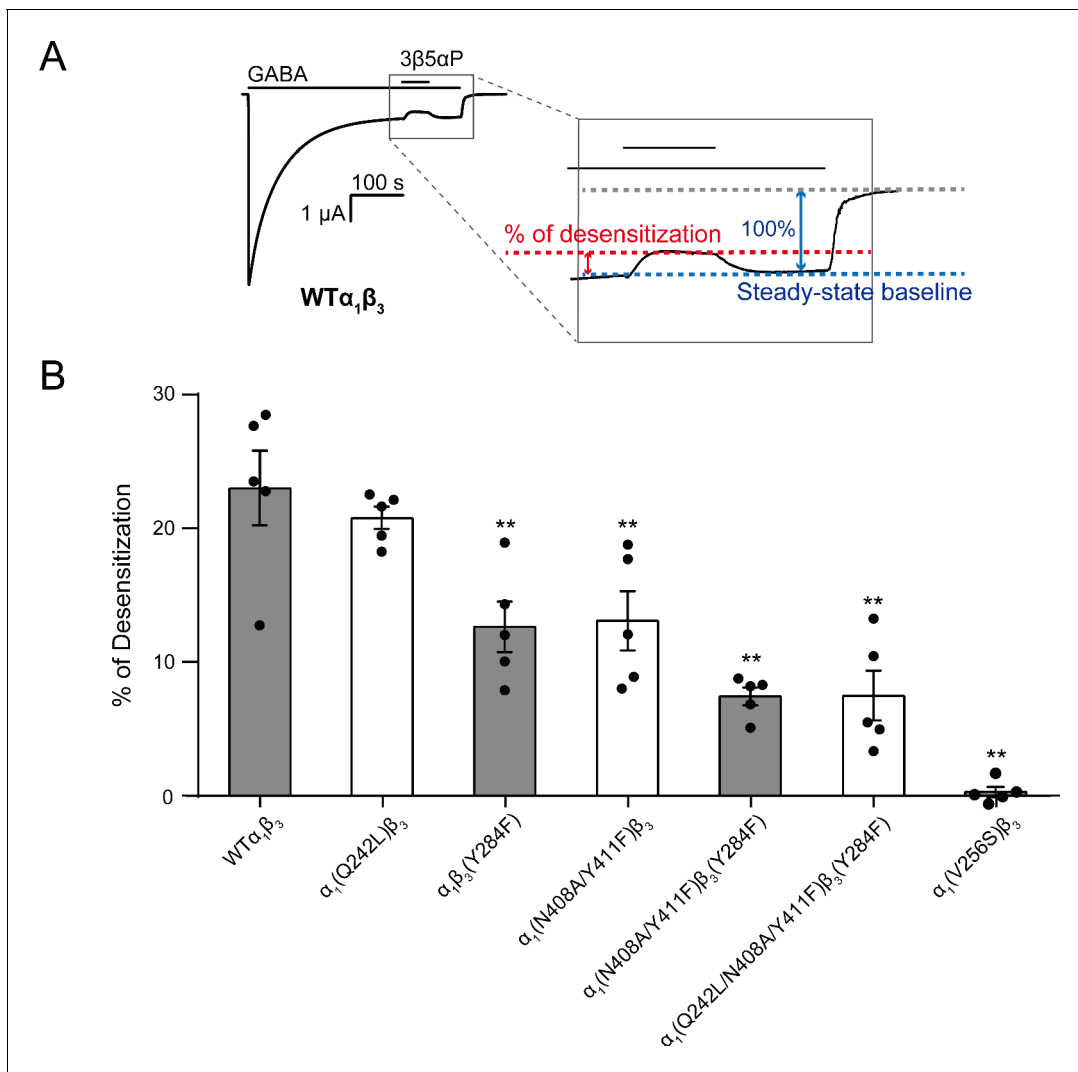 A
3β5αP
GABA
100 s
1 μA
100%
% of desensitization
Steady-state baseline
WTα₁β₃
B
30
20
10
0
% of Desensitization
**
**
**
**
**
WTα₁β₃
α₁(Q242L)β₃
α₁β₃(Y284F)
α₁(N408A/Y411F)β₃
α₁(N408A/Y411F)β₃(Y284F)
α₁(Q242L/N408A/Y411F)β₃(Y284F)
α₁(V256S)β₃